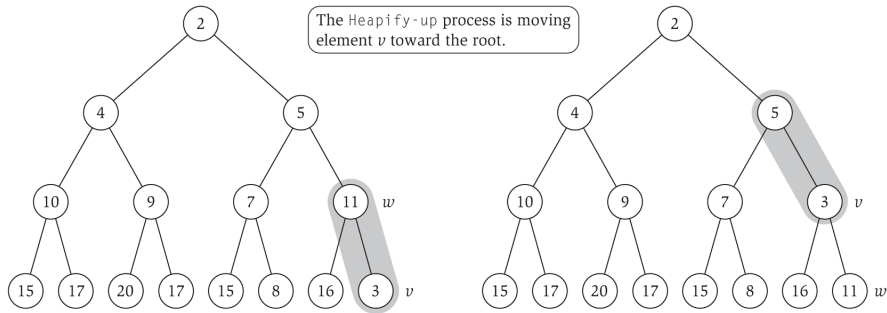 The Heapify-up process is moving
element v toward the root.
2
4 5
10 9 7 11 w
15 17 20 17 15 8 16 3 v
2
4 5
10 9 7 3 v
15 17 20 17 15 8 16 11 w